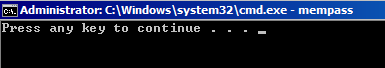 Administrator: C:\Windows\system32\cmd.exe - mempass
Press any key to continue . . .